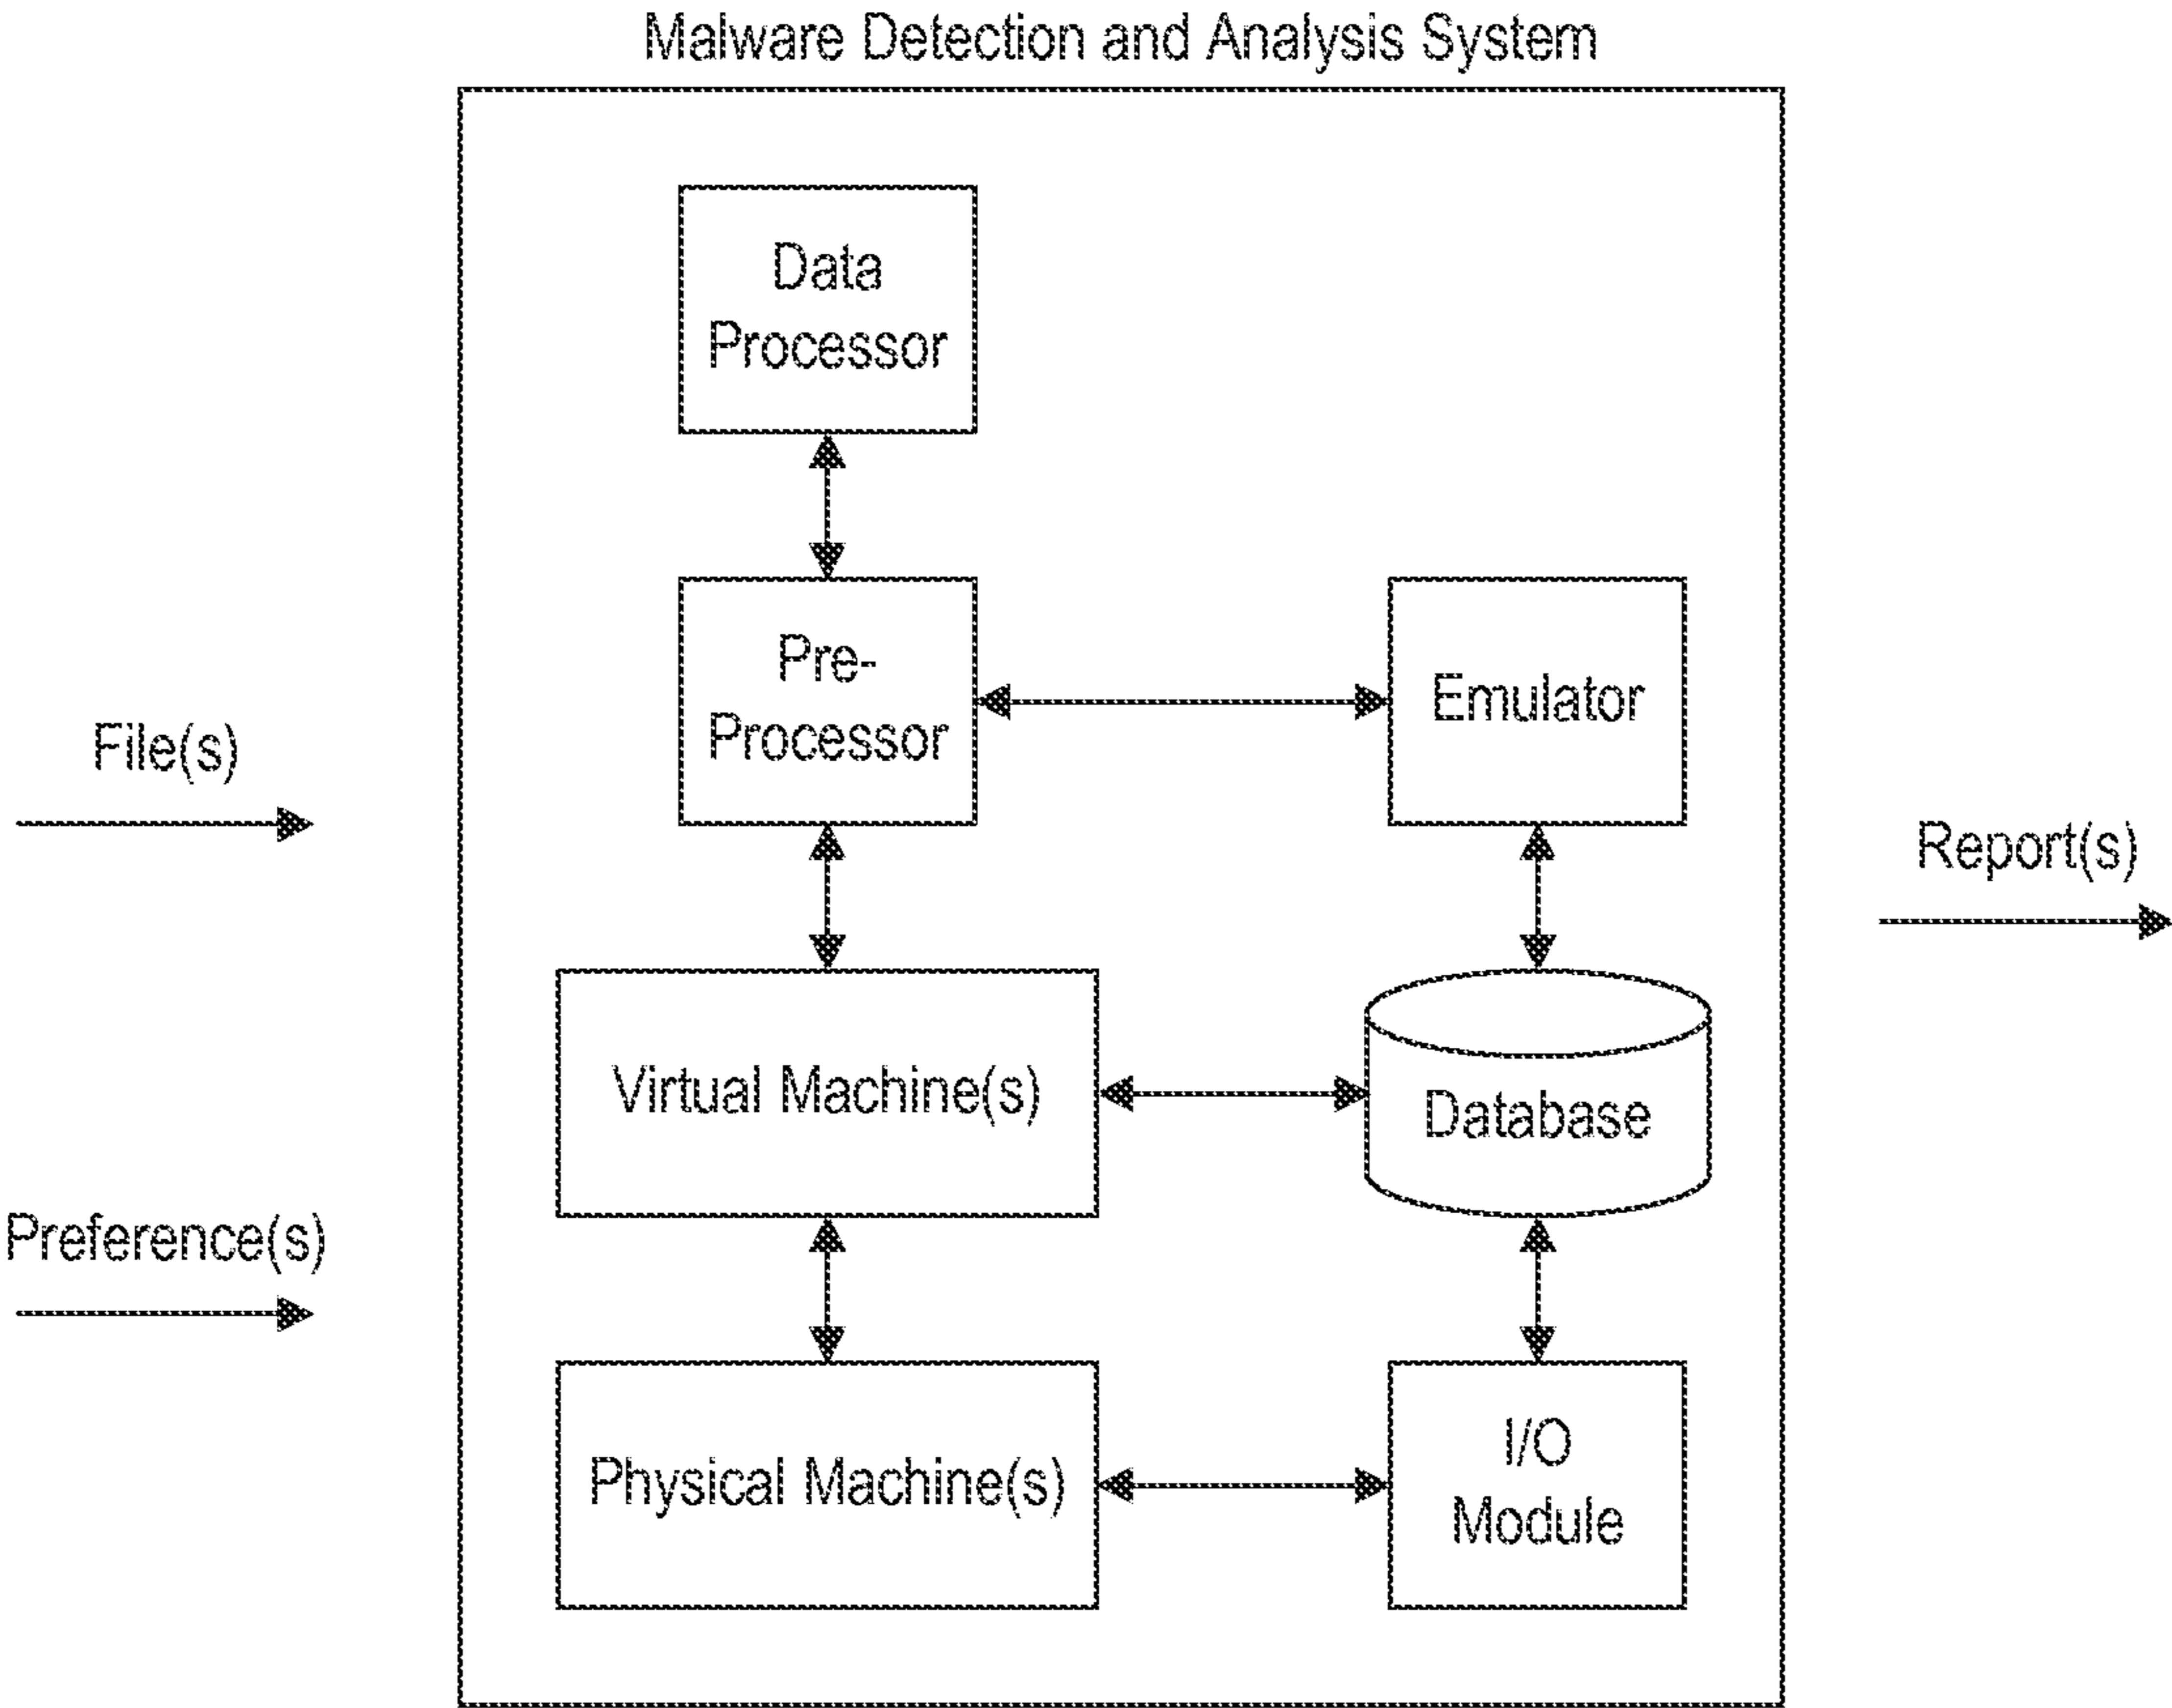 Malware Detection and Analysis System
Data
Processor
Pre-
Processor
Emulator
File(s)
Report(s)
Virtual Machine(s)
Database
Preference(s)
Physical Machine(s)
I/O
Module